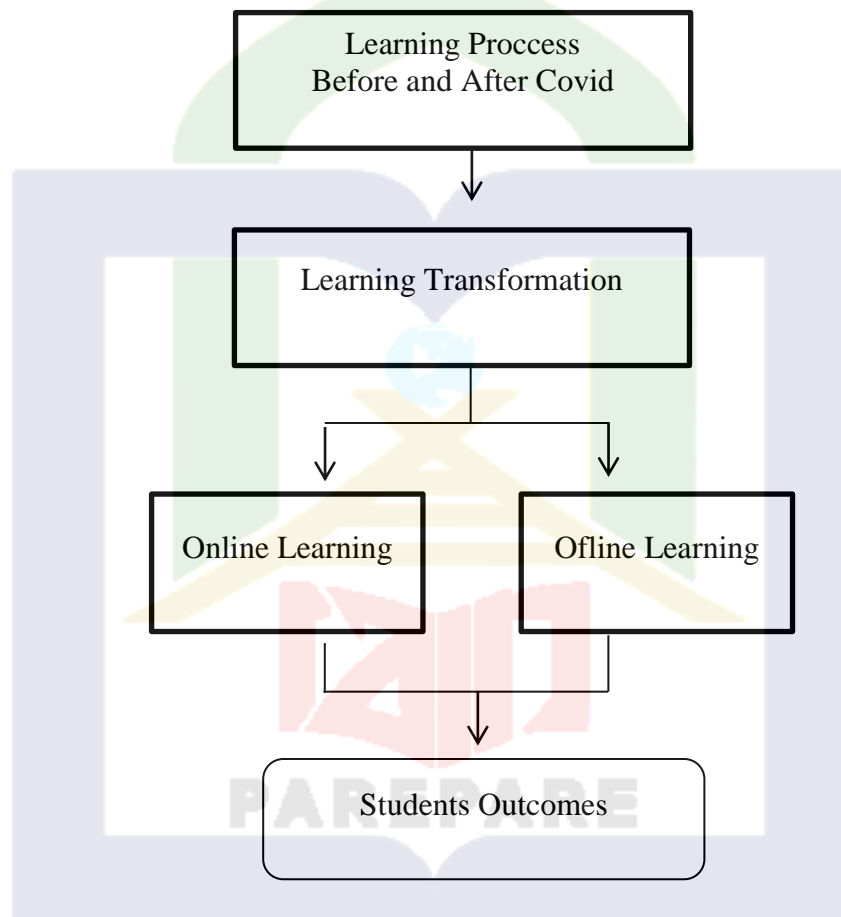 Learning Proccess
Before and After Covid
Learning Transformation
Online Learning
Ofline Learning
Students Outcomes
PAREPARE